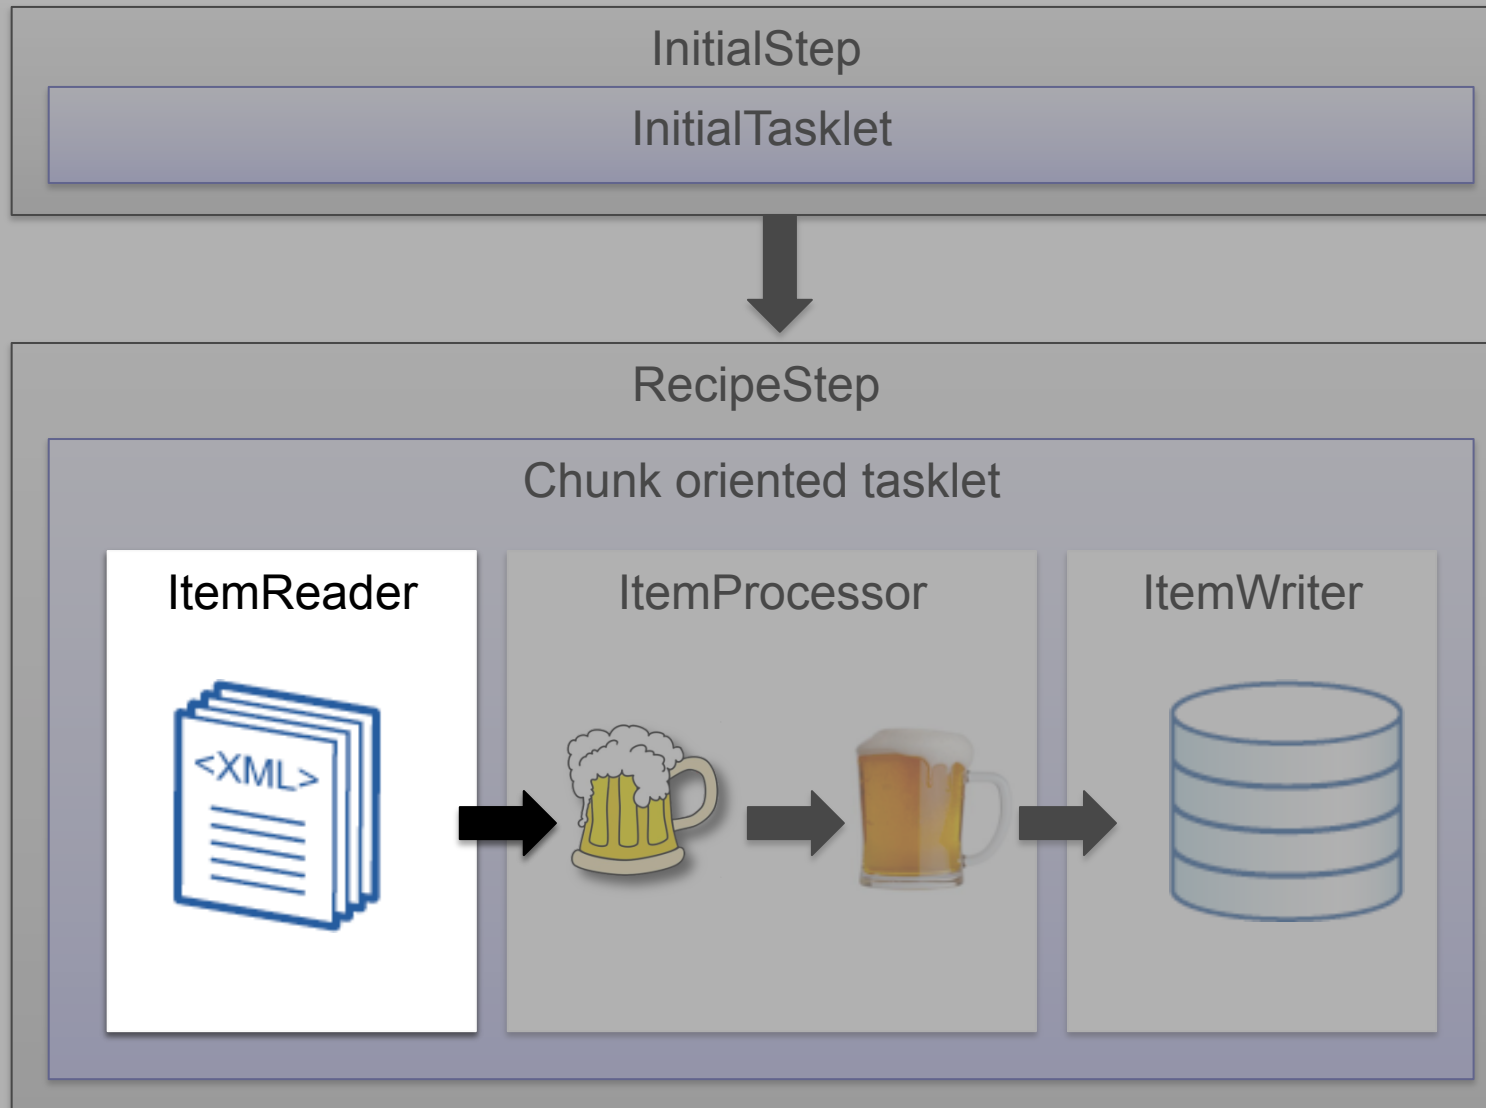 InitialStep
InitialTasklet
RecipeStep
Chunk oriented tasklet
ItemReader
ItemProcessor
ItemWriter
<XML>